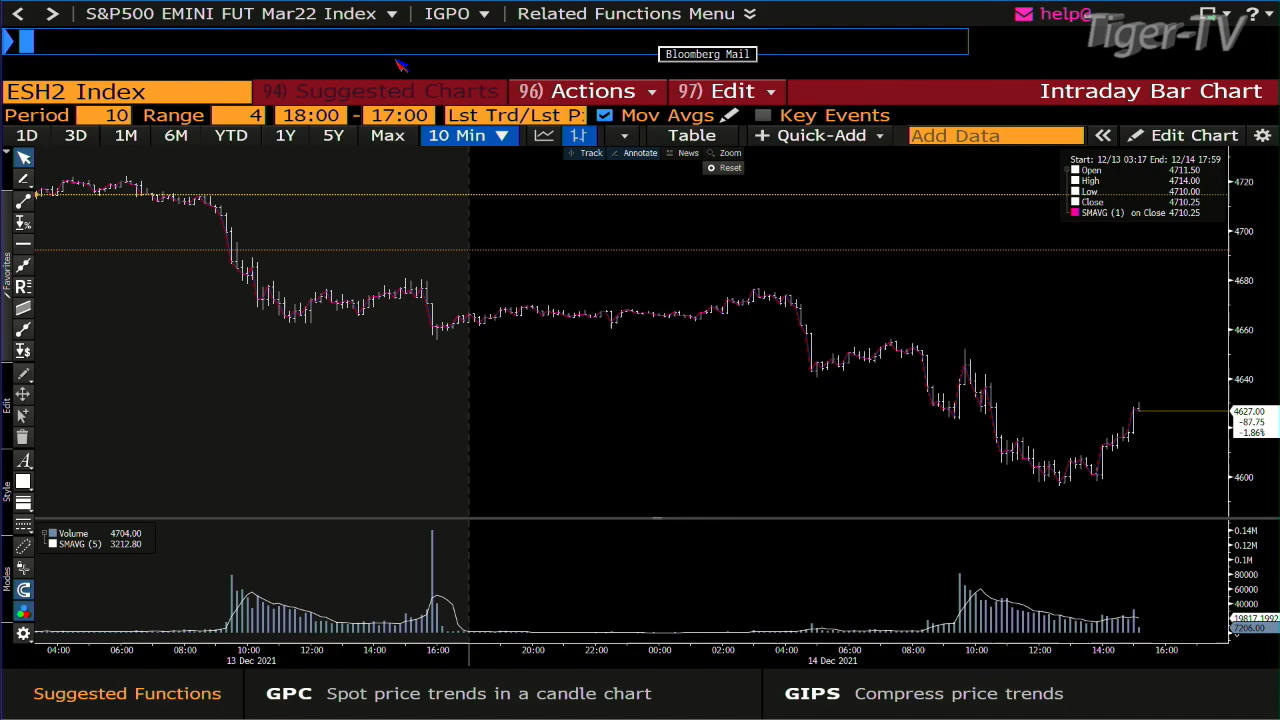 < > S&P500 EMINI FUT Mar22 Index IGPO Related Functions Menu help@ ?
Tiger-TV
Bloomberg Mail
ESH2 Index 94) Suggested Charts 96) Actions 97) Edit Intraday Bar Chart
Period 10 Range 4 18:00 - 17:00 Lst Trd/Lst P: Mov Avgs Key Events
1D 3D 1M 6M YTD 1Y 5Y Max 10 Min Table + Quick-Add Add Data Edit Chart
Track Annotate News Zoom
Reset
Start: 12/13 03:17 End: 12/14 17:59
Open 4711.50
High 4714.00
Low 4710.00
Close 4710.25
SMAVG (1) on Close 4710.25
Favorites
Edit
Style
Modes
4720
4700
4680
4660
4640
4627.00
-87.75
-1.86%
4600
Volume 4704.00
SMAVG (5) 3212.80
0.14M
0.12M
0.1M
80000
60000
40000
19817.1992
7206.00
04:00 06:00 08:00 10:00 12:00 14:00 16:00 20:00 22:00 00:00 02:00 04:00 06:00 08:00 10:00 12:00 14:00 16:00
13 Dec 2021 14 Dec 2021
Suggested Functions GPC Spot price trends in a candle chart GIPS Compress price trends